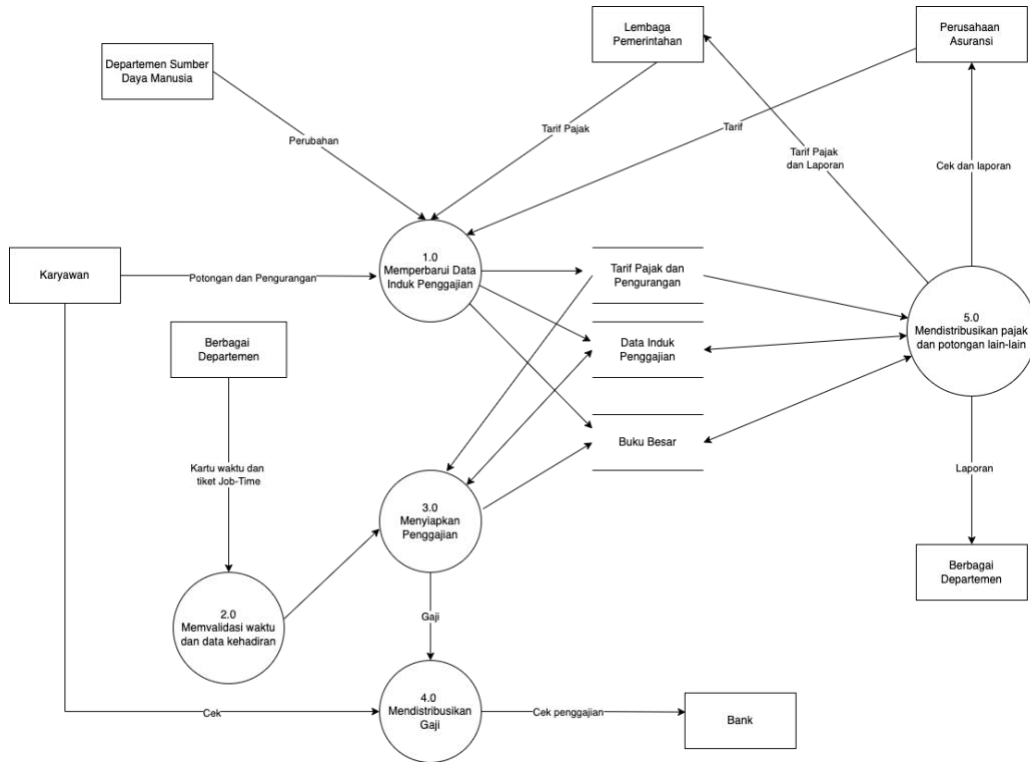 Departemen Sumber
Daya Manusia
Lembaga
Pemerintahan
Perusahaan
Asuransi
Perubahan
Tarif Pajak
Tarif
Tarif Pajak
dan Laporan
Cek dan laporan
Karyawan
Potongan dan Pengurangan
1.0
Memperbarui Data
Induk Penggajian
Tarif Pajak dan
Pengurangan
Berbagai
Departemen
Data Induk
Penggajian
5.0
Mendistribusikan pajak
dan potongan lain-lain
Buku Besar
Kartu waktu dan
tiket Job-Time
Laporan
3.0
Menyiapkan
Penggajian
Berbagai
Departemen
2.0
Memvalidasi waktu
dan data kehadiran
Gaji
4.0
Mendistribusikan
Gaji
Cek
Cek penggajian
Bank